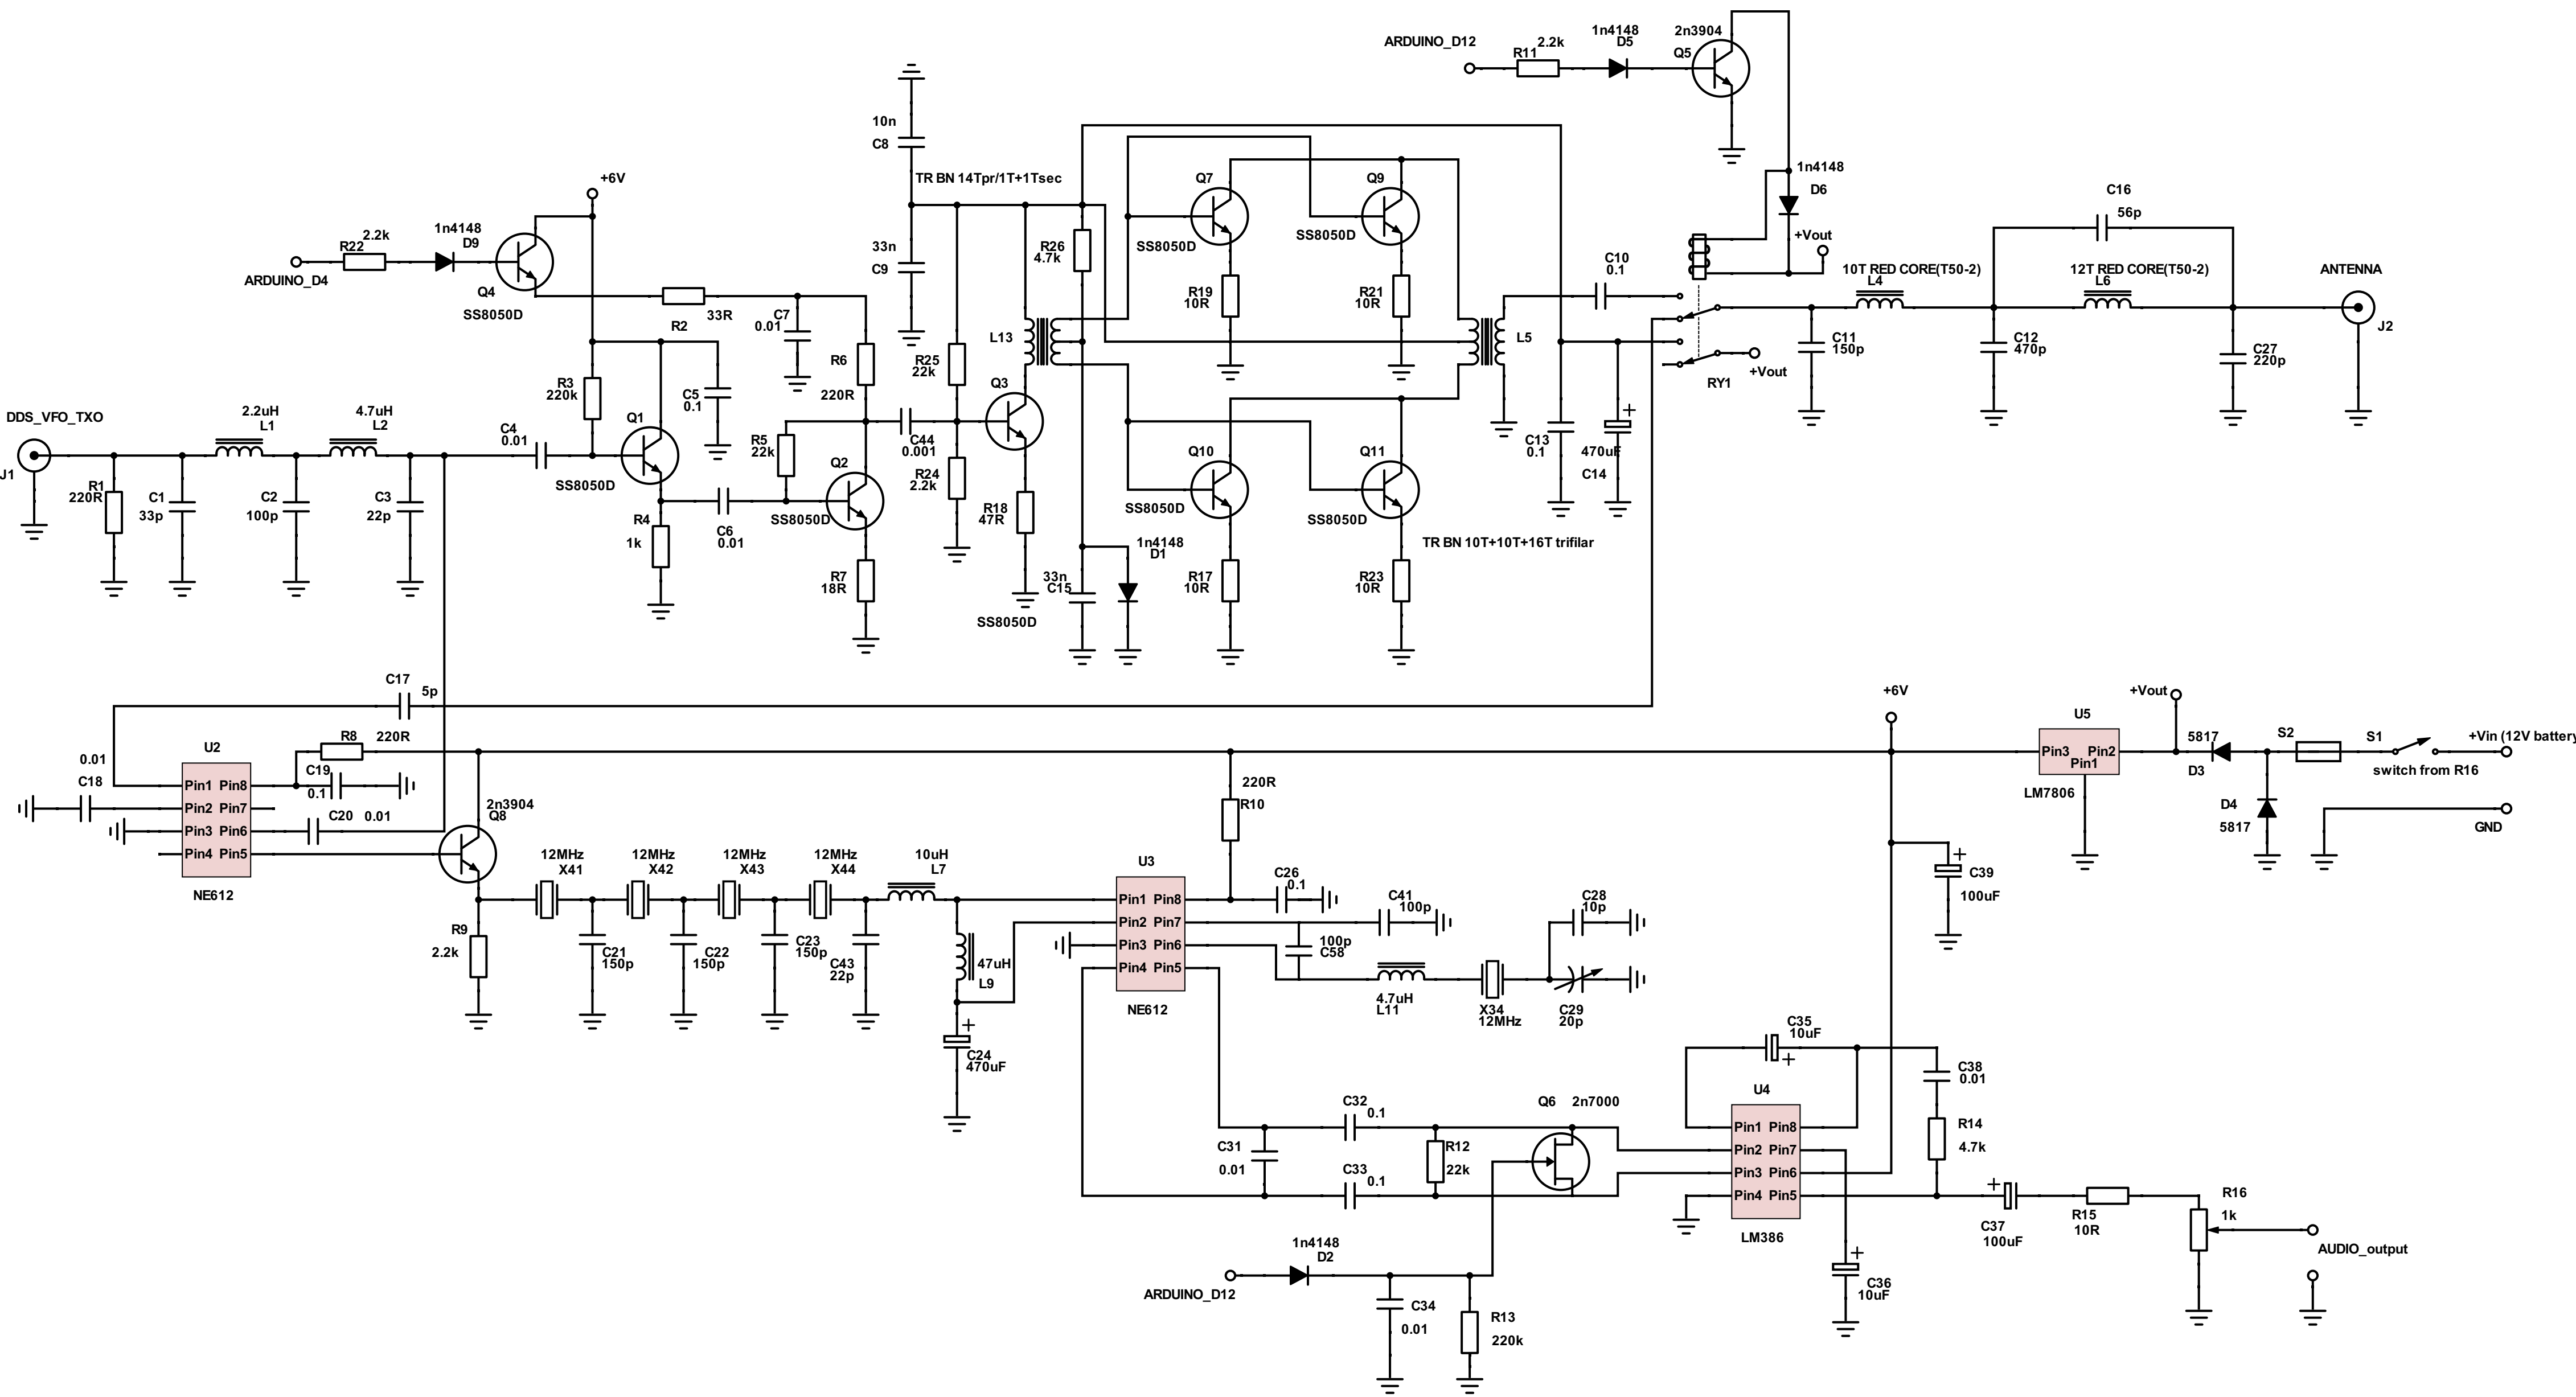 ARDUINO_D12
2.2k
R11
1n4148
D5
2n3904
Q5
10n
C8
TR BN 14Tpr/1T+1Tsec
+6V
2.2k
R22
1n4148
D9
ARDUINO_D4
Q4
SS8050D
33R
R2
C7
0.01
33n
C9
R26
4.7k
Q7
SS8050D
Q9
SS8050D
R19
10R
R21
10R
1n4148
D6
+Vout
C10
0.1
C16
56p
10T RED CORE(T50-2)
L4
12T RED CORE(T50-2)
L6
ANTENNA
J2
L13
L5
RY1
+Vout
C11
150p
C12
470p
C27
220p
R3
220k
C5
0.1
R6
220R
R25
22k
Q3
DDS_VFO_TXO
J1
2.2uH
L1
4.7uH
L2
C4
0.01
Q1
SS8050D
R5
22k
Q2
SS8050D
C44
0.001
R24
2.2k
R18
47R
SS8050D
Q10
SS8050D
Q11
SS8050D
C13
0.1
470uF
C14
R1
220R
C1
33p
C2
100p
C3
22p
R4
1k
C6
0.01
R7
18R
33n
C15
1n4148
D1
R17
10R
R23
10R
TR BN 10T+10T+16T trifilar
C17
5p
+6V
+Vout
U5
Pin3 Pin2
Pin1
LM7806
5817
D3
D4
5817
S2
S1
switch from R16
+Vin (12V battery
GND
0.01
C18
U2
Pin1 Pin8
Pin2 Pin7
Pin3 Pin6
Pin4 Pin5
NE612
R8
220R
C19
0.1
C20
0.01
2n3904
Q8
R9
2.2k
12MHz
X41
12MHz
X42
12MHz
X43
12MHz
X44
10uH
L7
C21
150p
C22
150p
C23
150p
C43
22p
47uH
L9
C24
470uF
220R
R10
U3
Pin1 Pin8
Pin2 Pin7
Pin3 Pin6
Pin4 Pin5
NE612
C26
0.1
C41
100p
100p
C58
4.7uH
L11
X34
12MHz
C28
10p
C29
20p
C39
100uF
C35
10uF
U4
Pin1 Pin8
Pin2 Pin7
Pin3 Pin6
Pin4 Pin5
LM386
C38
0.01
R14
4.7k
C32
0.1
C31
0.01
C33
0.1
R12
22k
Q6
2n7000
C37
100uF
R15
10R
R16
1k
AUDIO_output
C36
10uF
ARDUINO_D12
1n4148
D2
C34
0.01
R13
220k